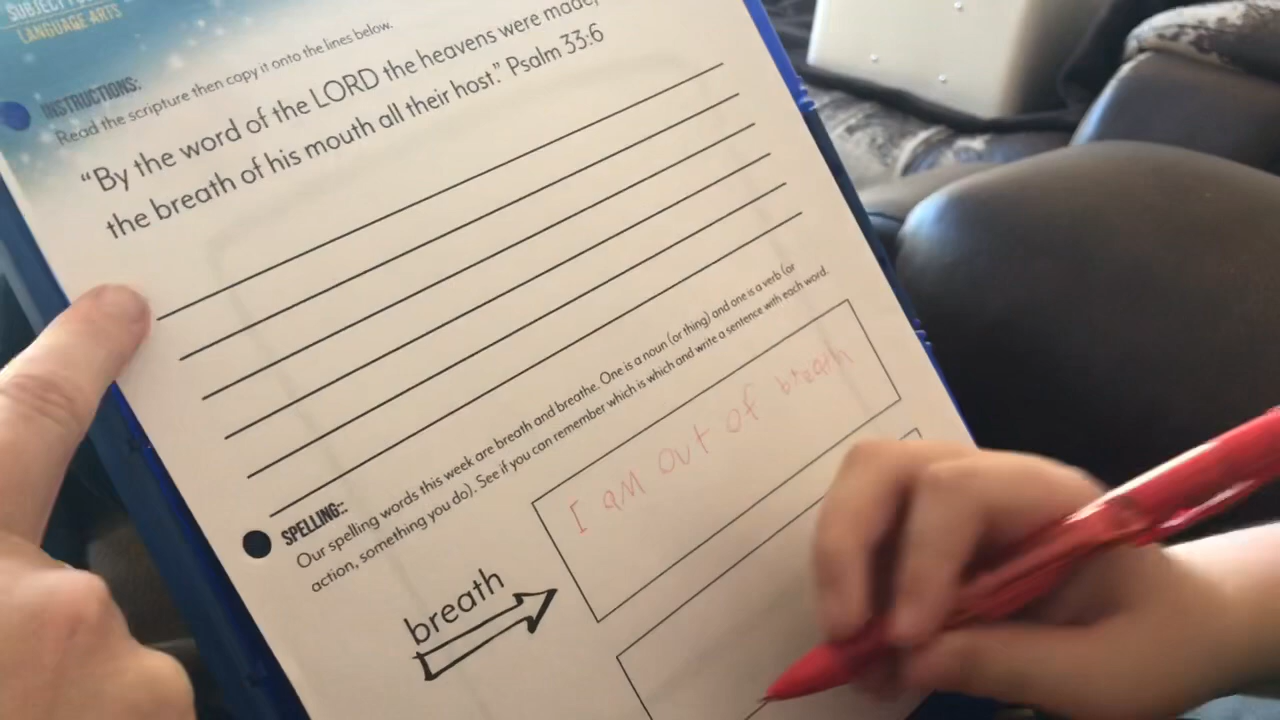 LANGUAGE ARTS
INSTRUCTIONS:
Read the scripture then copy it onto the lines below.
“By the word of the LORD the heavens were made,
the breath of his mouth all their host.” Psalm 33:6
SPELLING::
Our spelling words this week are breath and breathe. One is a noun (or thing) and one is a verb (or
action, something you do). See if you can remember which is which and write a sentence with each word.
breath
I aM out of breath